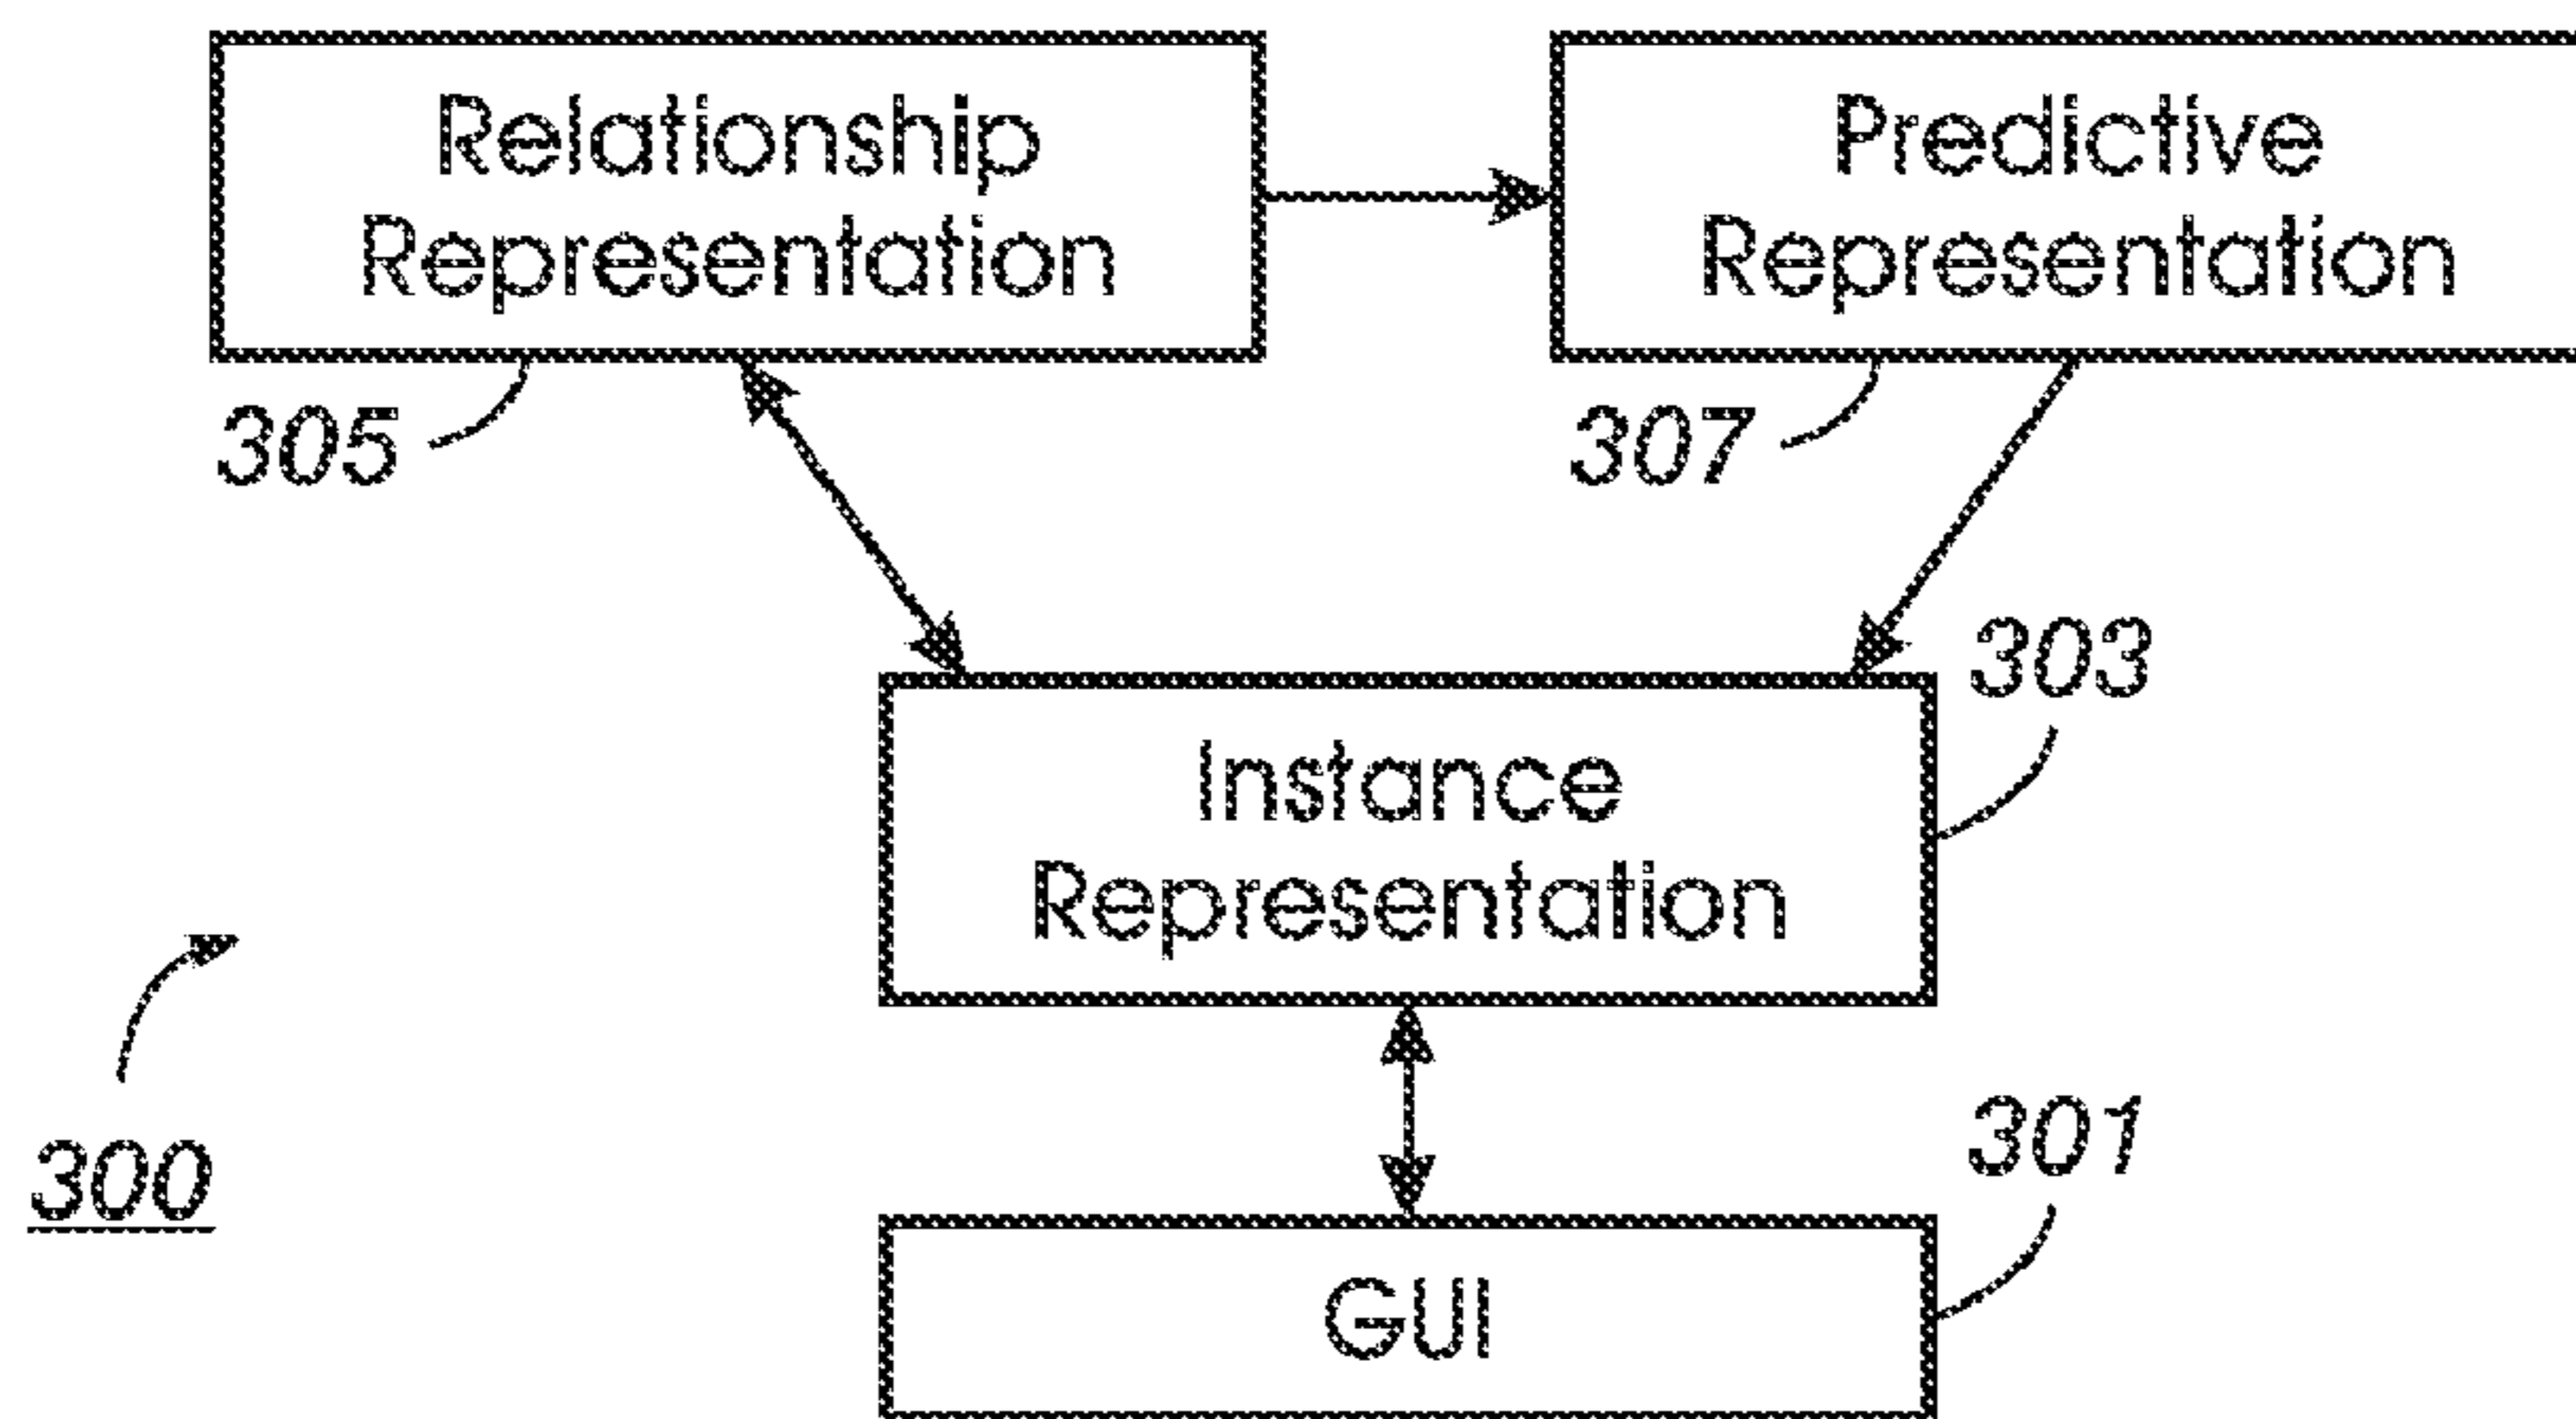 Relationship
Representation
Predictive
Representation
305
307
303
Instance
Representation
300
301
GUI